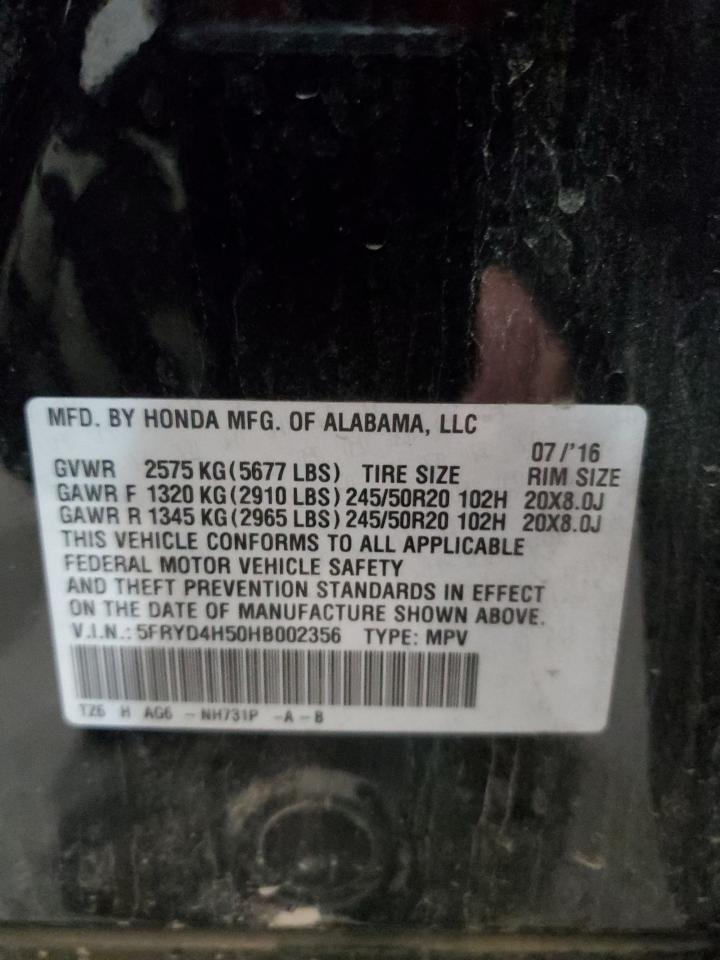 MFD. BY HONDA MFG. OF ALABAMA, LLC
07/'16
GVWR 2575 KG(5677 LBS) TIRE SIZE RIM SIZE
GAWR F 1320 KG(2910 LBS) 245/50R20 102H 20X8.0J
GAWR R 1345 KG(2965 LBS) 245/50R20 102H 20X8.0J
THIS VEHICLE CONFORMS TO ALL APPLICABLE
FEDERAL MOTOR VEHICLE SAFETY
AND THEFT PREVENTION STANDARDS IN EFFECT
ON THE DATE OF MANUFACTURE SHOWN ABOVE.
V.I.N.: 5FRYD4H50HB002356 TYPE: MPV
TZ6 H AG6 - NH731P - A - B